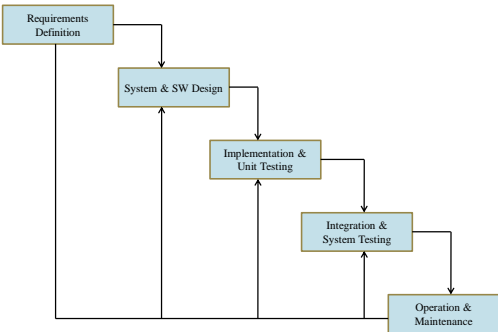 Requirements
Definition
System & SW Design
Implementation &
Unit Testing
Integration &
System Testing
Operation &
Maintenance